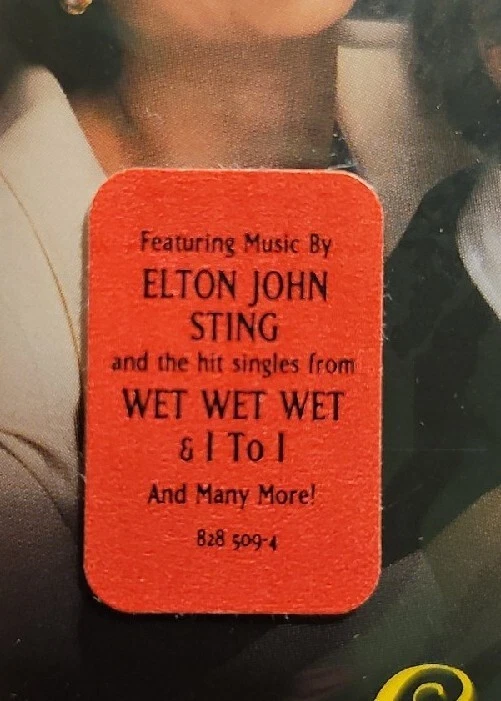 Featuring Music By
ELTON JOHN
STING
and the hit singles from
WET WET WET
& I To I
And Many More!
828 509-4